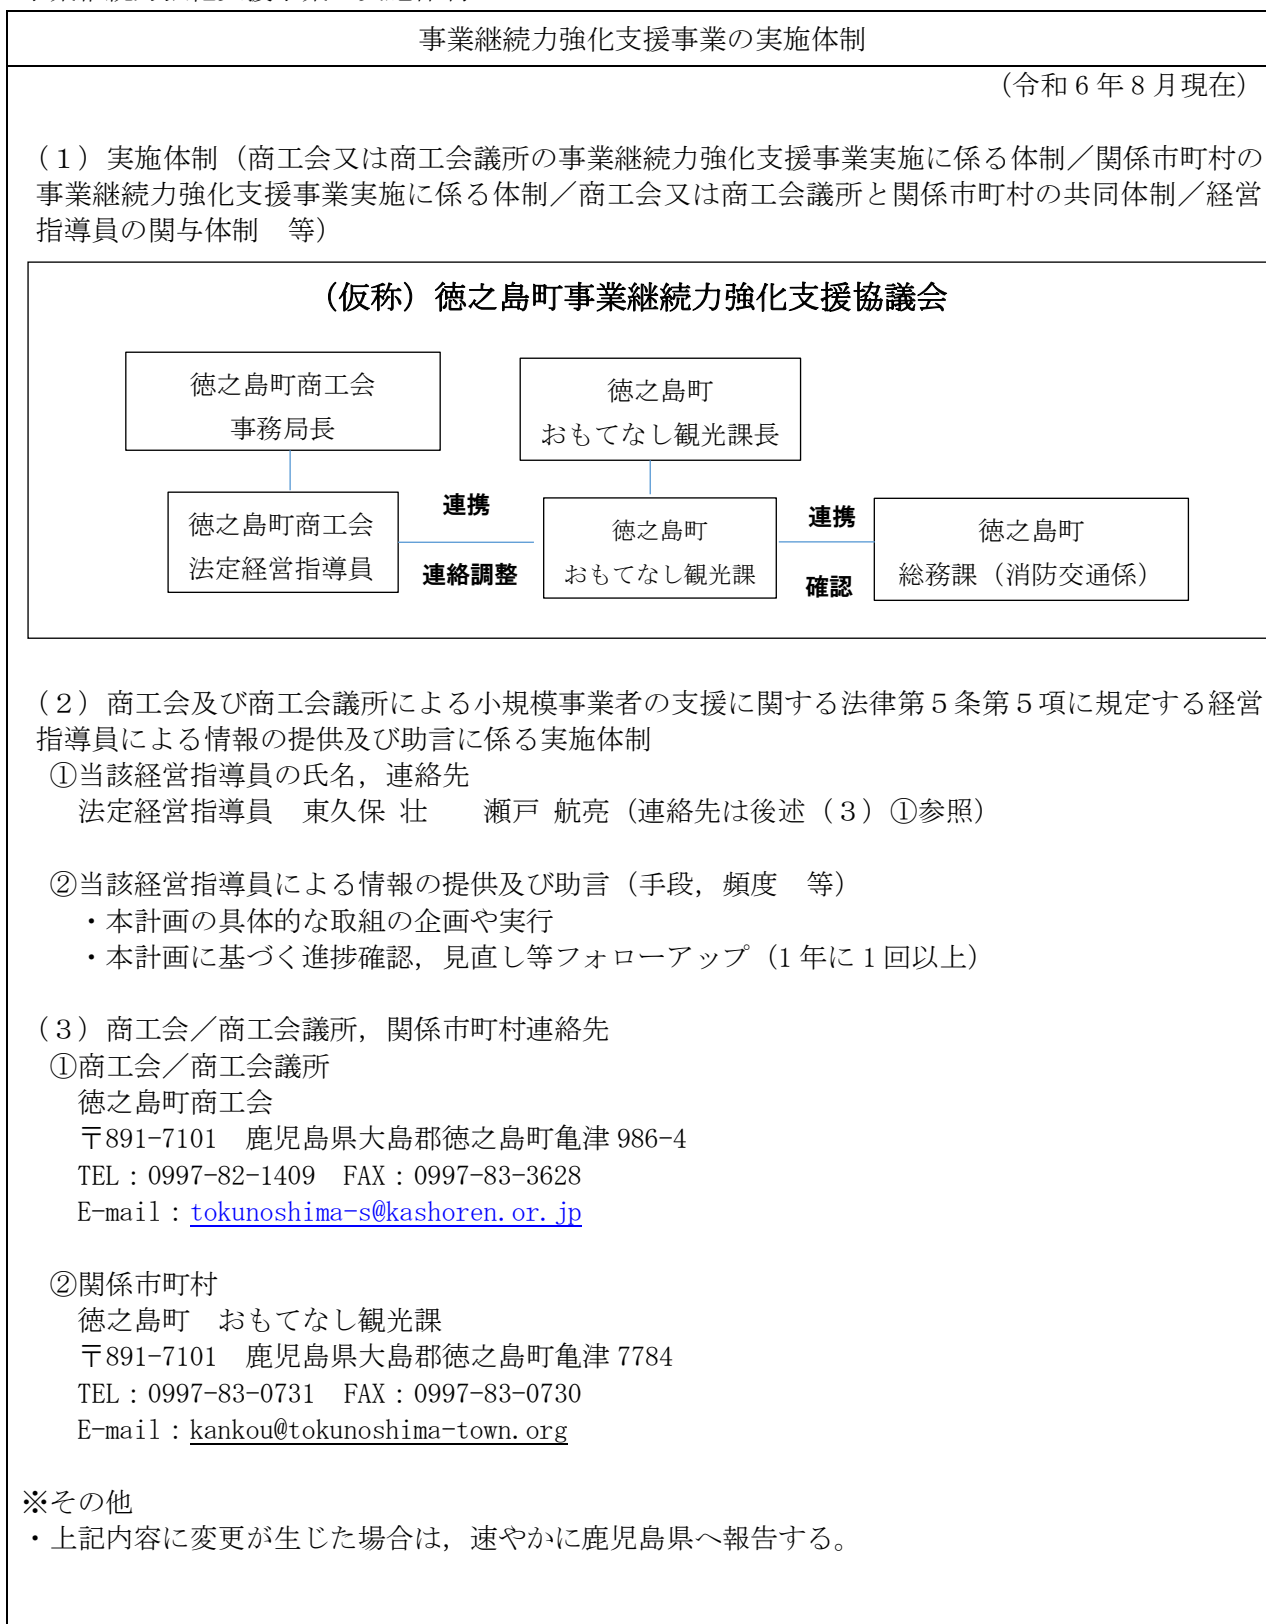 事業継続力強化支援事業の実施体制
（令和６年８月現在）
（１）実施体制（商工会又は商工会議所の事業継続力強化支援事業実施に係る体制／関係市町村の
事業継続力強化支援事業実施に係る体制／商工会又は商工会議所と関係市町村の共同体制／経営
指導員の関与体制　等）
（仮称）徳之島町事業継続力強化支援協議会
徳之島町商工会
事務局長
徳之島町
おもてなし観光課長
徳之島町商工会
法定経営指導員
連携
連絡調整
徳之島町
おもてなし観光課
連携
確認
徳之島町
総務課（消防交通係）
（２）商工会及び商工会議所による小規模事業者の支援に関する法律第５条第５項に規定する経営
指導員による情報の提供及び助言に係る実施体制
①当該経営指導員の氏名，連絡先
法定経営指導員　東久保 壮　　瀬戸 航亮（連絡先は後述（３）①参照）
②当該経営指導員による情報の提供及び助言（手段，頻度　等）
・本計画の具体的な取組の企画や実行
・本計画に基づく進捗確認，見直し等フォローアップ（1年に1回以上）
（３）商工会／商工会議所，関係市町村連絡先
①商工会／商工会議所
徳之島町商工会
〒891-7101　鹿児島県大島郡徳之島町亀津 986-4
TEL：0997-82-1409　FAX：0997-83-3628
E-mail：tokunoshima-s@kashoren.or.jp
②関係市町村
徳之島町　おもてなし観光課
〒891-7101　鹿児島県大島郡徳之島町亀津 7784
TEL：0997-83-0731　FAX：0997-83-0730
E-mail：kankou@tokunoshima-town.org
※その他
・上記内容に変更が生じた場合は，速やかに鹿児島県へ報告する。